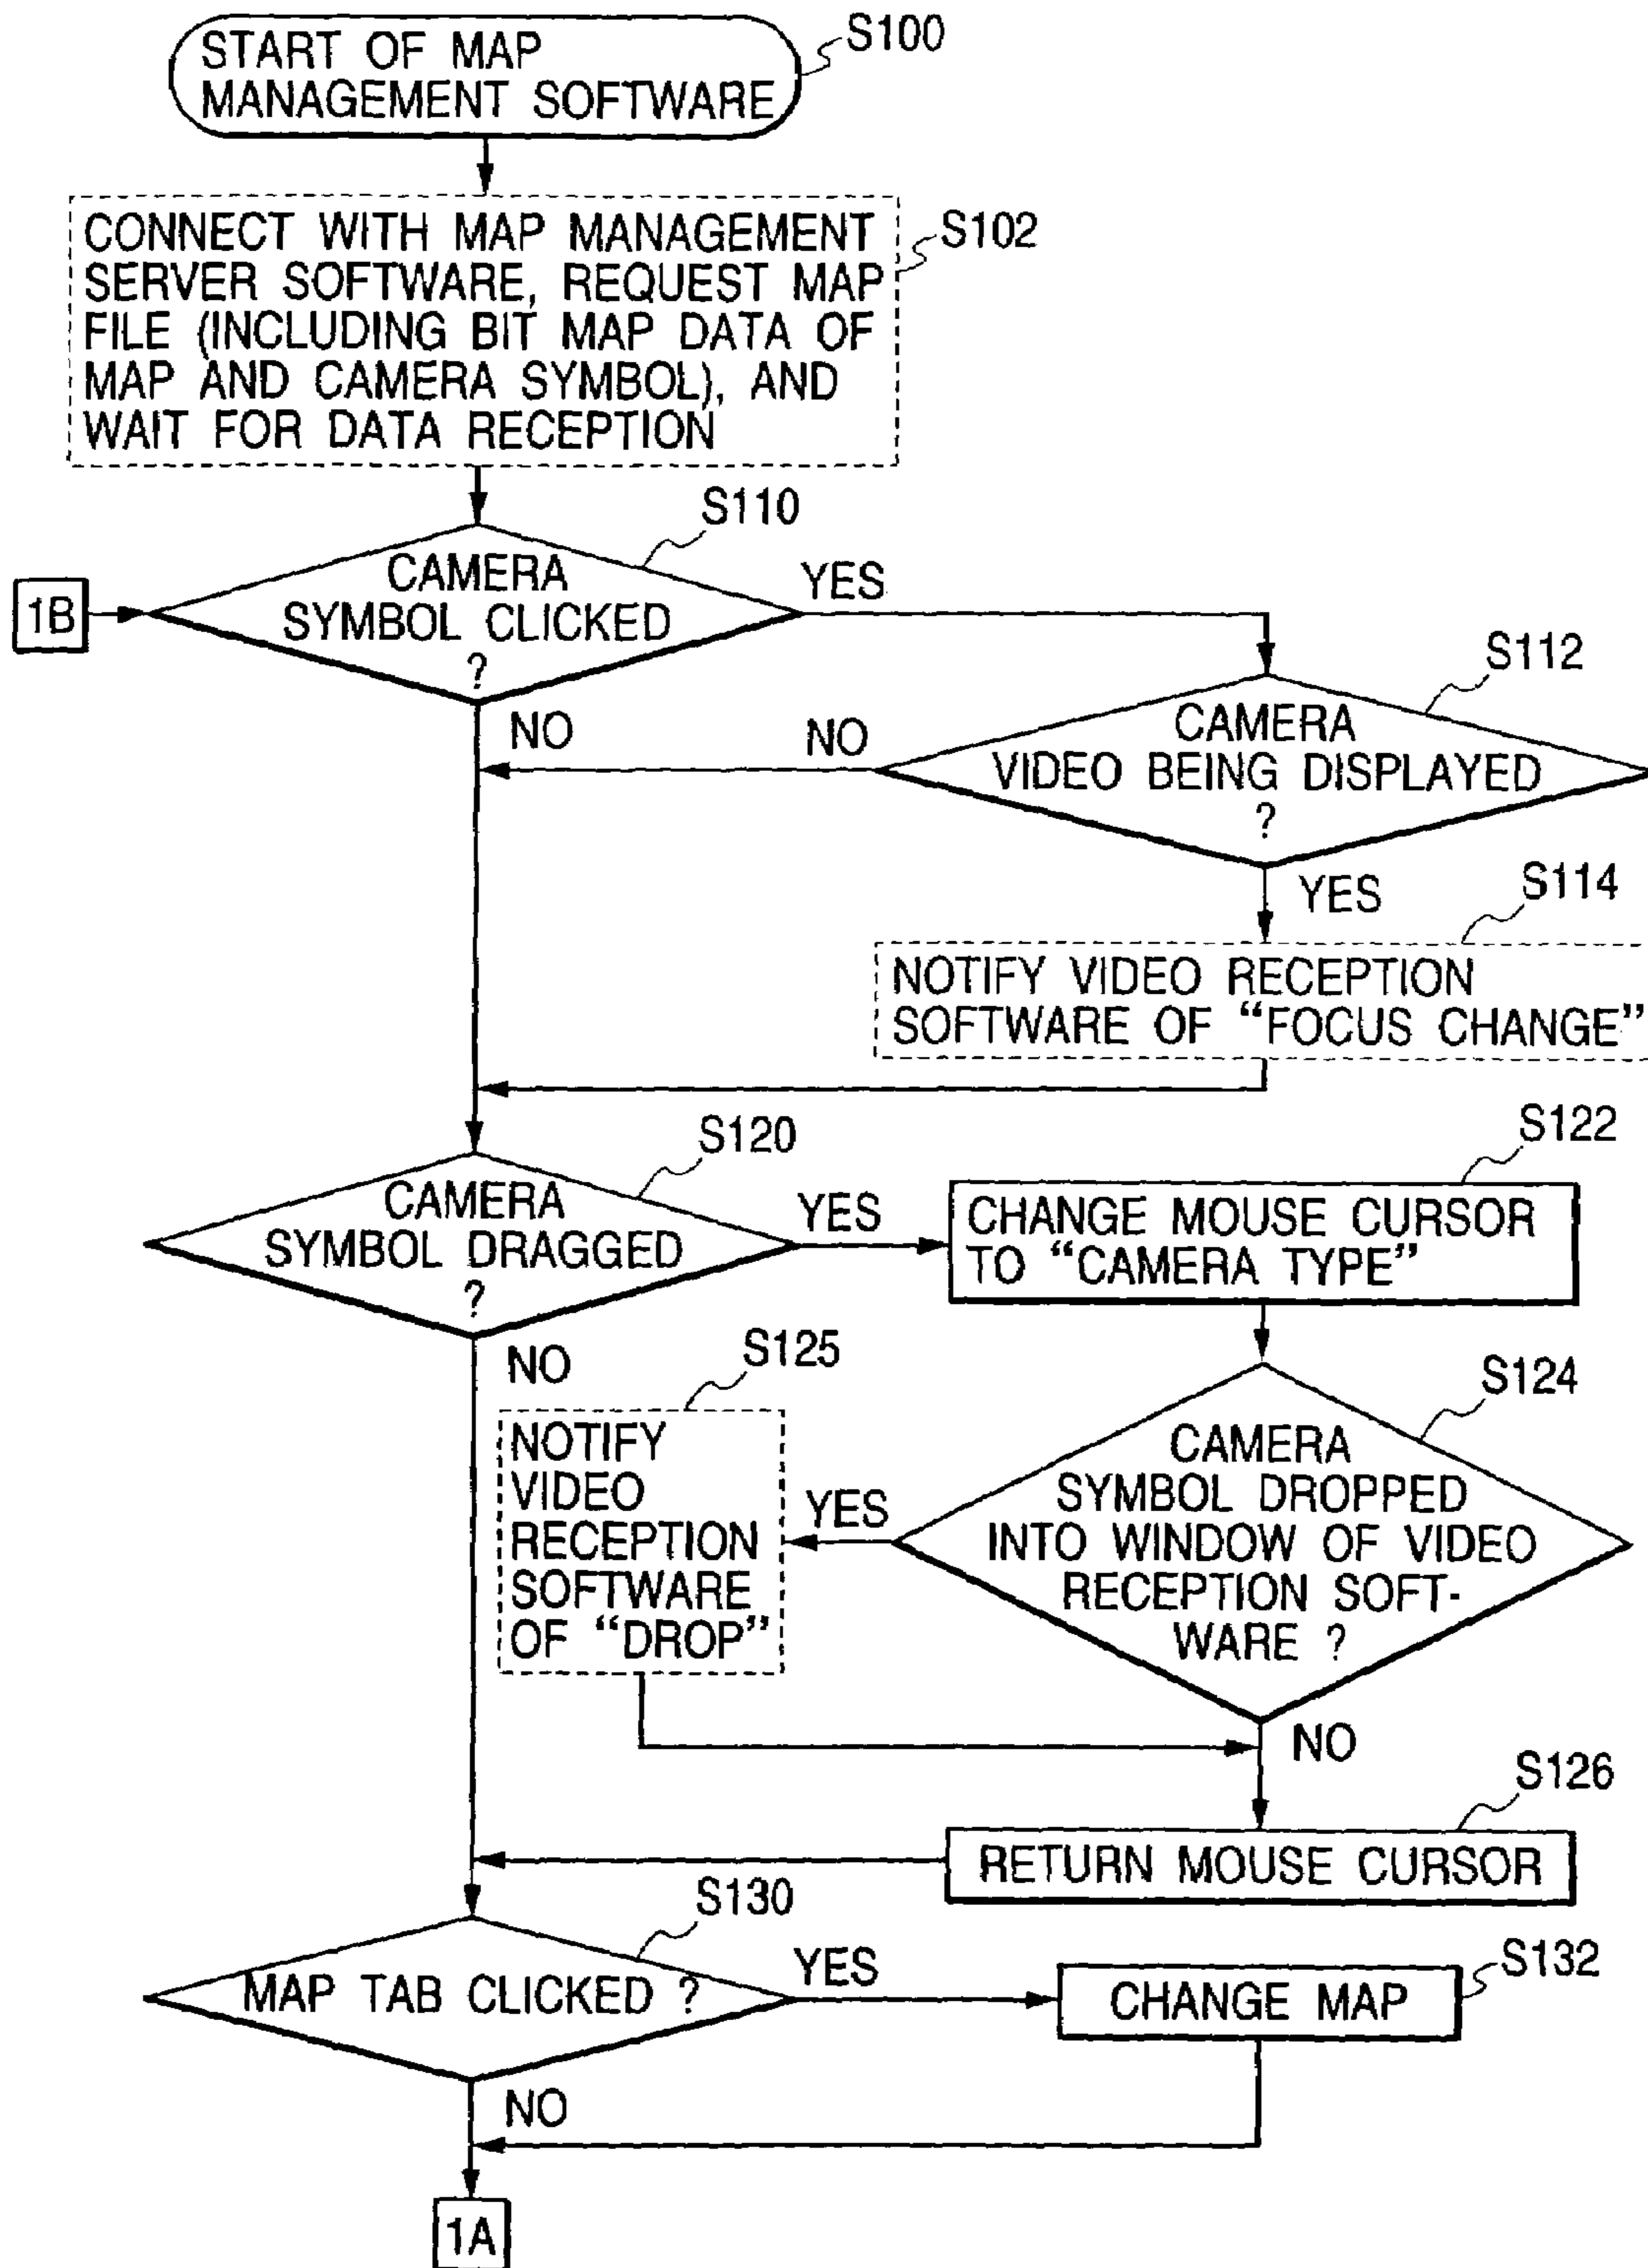 START OF MAP
MANAGEMENT SOFTWARE
S100
CONNECT WITH MAP MANAGEMENT
SERVER SOFTWARE, REQUEST MAP
FILE (INCLUDING BIT MAP DATA OF
MAP AND CAMERA SYMBOL), AND
WAIT FOR DATA RECEPTION
S102
S110
1B
CAMERA
SYMBOL CLICKED
?
YES
NO
S112
CAMERA
VIDEO BEING DISPLAYED
?
NO
YES
S114
NOTIFY VIDEO RECEPTION
SOFTWARE OF “FOCUS CHANGE”
S120
CAMERA
SYMBOL DRAGGED
?
YES
NO
S122
CHANGE MOUSE CURSOR
TO “CAMERA TYPE”
S124
CAMERA
SYMBOL DROPPED
INTO WINDOW OF VIDEO
RECEPTION SOFT-
WARE ?
YES
NO
S125
NOTIFY
VIDEO
RECEPTION
SOFTWARE
OF “DROP”
S126
RETURN MOUSE CURSOR
S130
MAP TAB CLICKED ?
YES
NO
S132
CHANGE MAP
1A